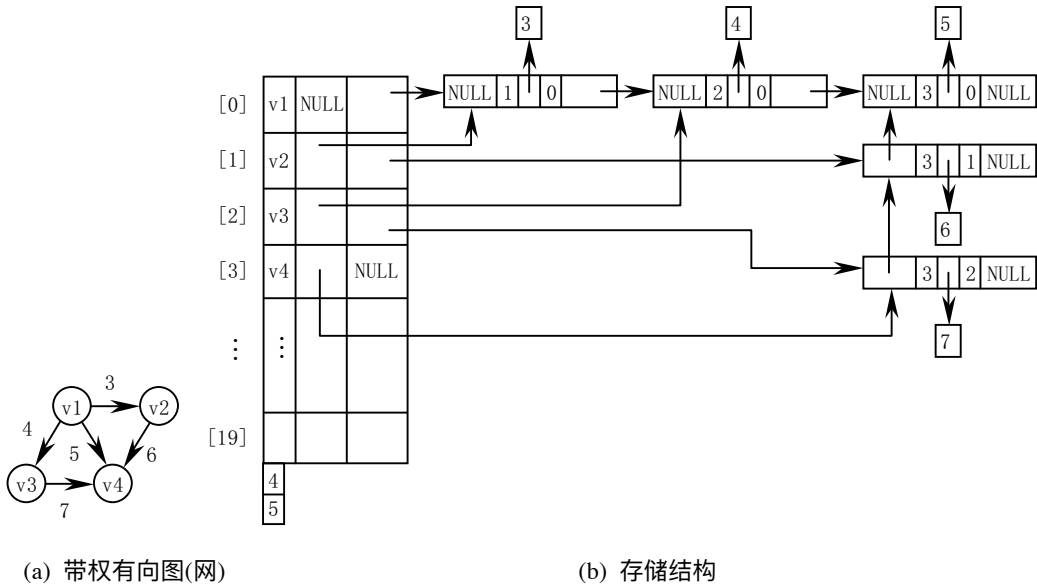 3 4 5
[0] v1 NULL NULL 1 0 NULL 2 0 NULL 3 0 NULL
[1] v2 3 1 NULL
[2] v3 6
[3] v4 NULL 3 2 NULL
⋮ ⋮ 7
[19]
4
5
v1 3 v2
4 5 6
v3 7 v4
(a) 带权有向图(网) (b) 存储结构